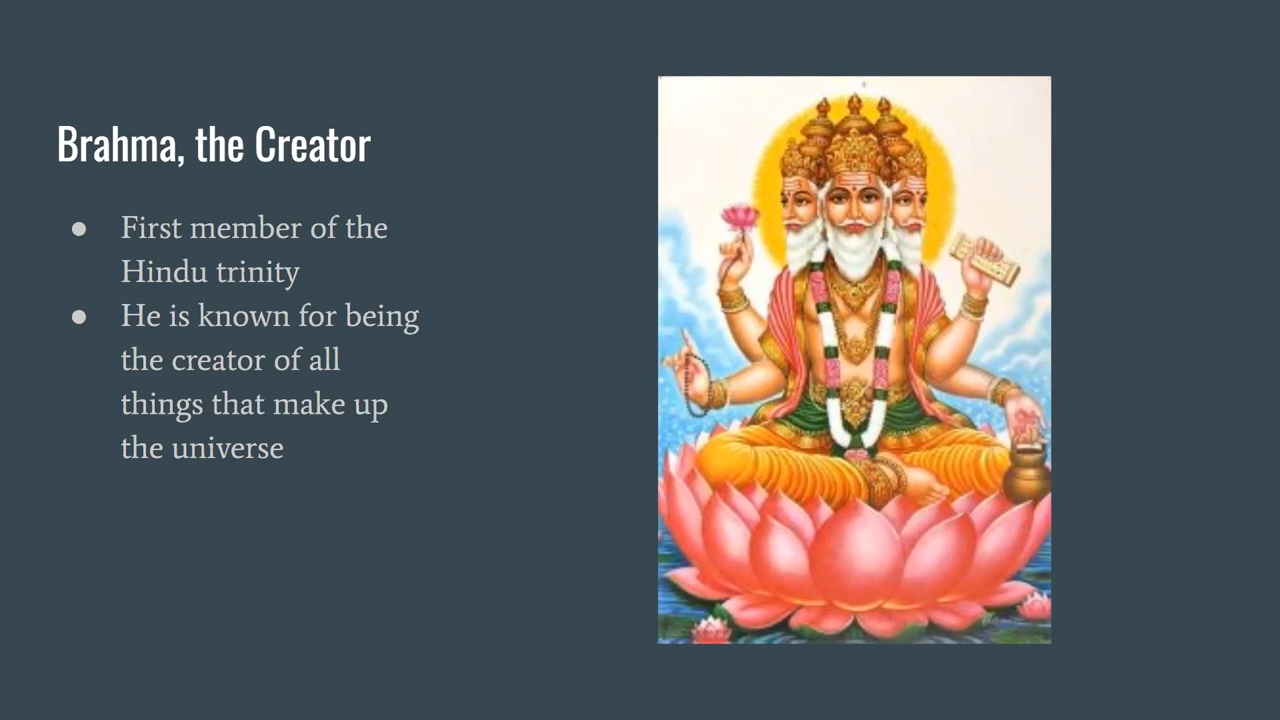 Brahma, the Creator
● First member of the
Hindu trinity
● He is known for being
the creator of all
things that make up
the universe